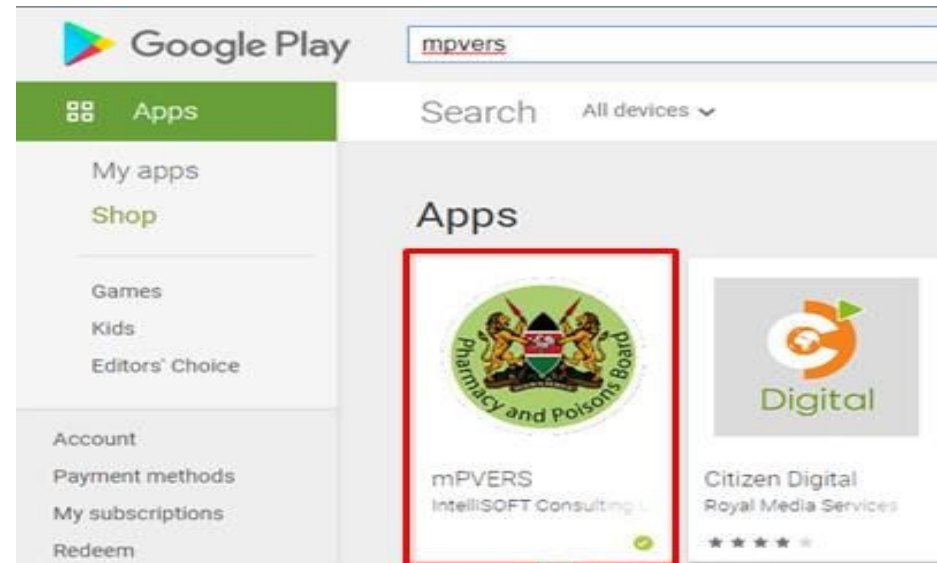 Google Play
mpvers
Apps
Search All devices
My apps
Shop
Apps
Games
Kids
Editors' Choice
Pharmacy and Poisons Board
Digital
Account
Payment methods
My subscriptions
Redeem
mPVERS
IntelliSOFT Consulting
Citizen Digital
Royal Media Services